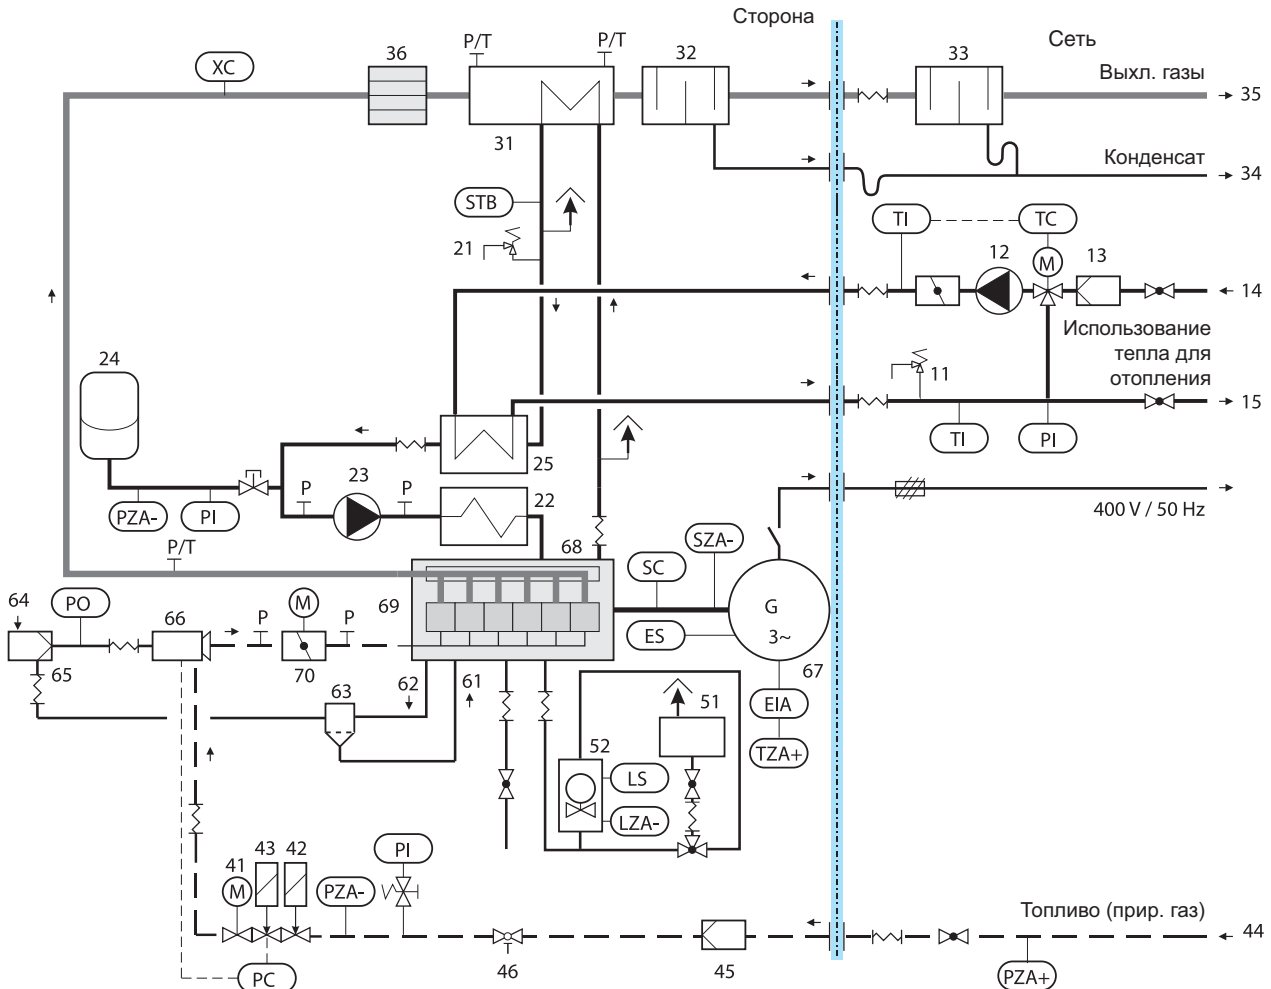 Сторона
Сеть
P/T
P/T
36
32
33
XC
Выхл. газы
35
31
Конденсат
34
STB
21
TI
TC
12
M
13
14
Использование
тепла для
отопления
24
11
15
TI
PI
25
23
P
P
22
PZA-
PI
400 V / 50 Hz
P/T
68
SC
SZA-
64
PO
66
M
P
P
69
G
3~
ES
65
70
62
61
63
67
EIA
51
TZA+
52
LS
LZA-
41
43
42
PI
M
PZA-
Топливо (прир. газ)
44
T
46
45
PC
PZA+